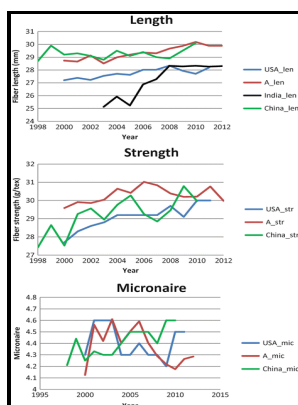 Length
Fiber length (mm)
31
30
29
28
27
26
25
24
1998 2000 2002 2004 2006 2008 2010 2012
Year
USA_len
A_len
India_len
China_len
Strength
Fiber strength (g/tex)
32
31
30
29
28
27
1998 2000 2002 2004 2006 2008 2010 2012
Year
USA_str
A_str
China_str
Micronaire
Micronaire
4.8
4.7
4.6
4.5
4.4
4.3
4.2
4.1
4
1995 2000 2005 2010 2015
Year
USA_mic
A_mic
China_mic